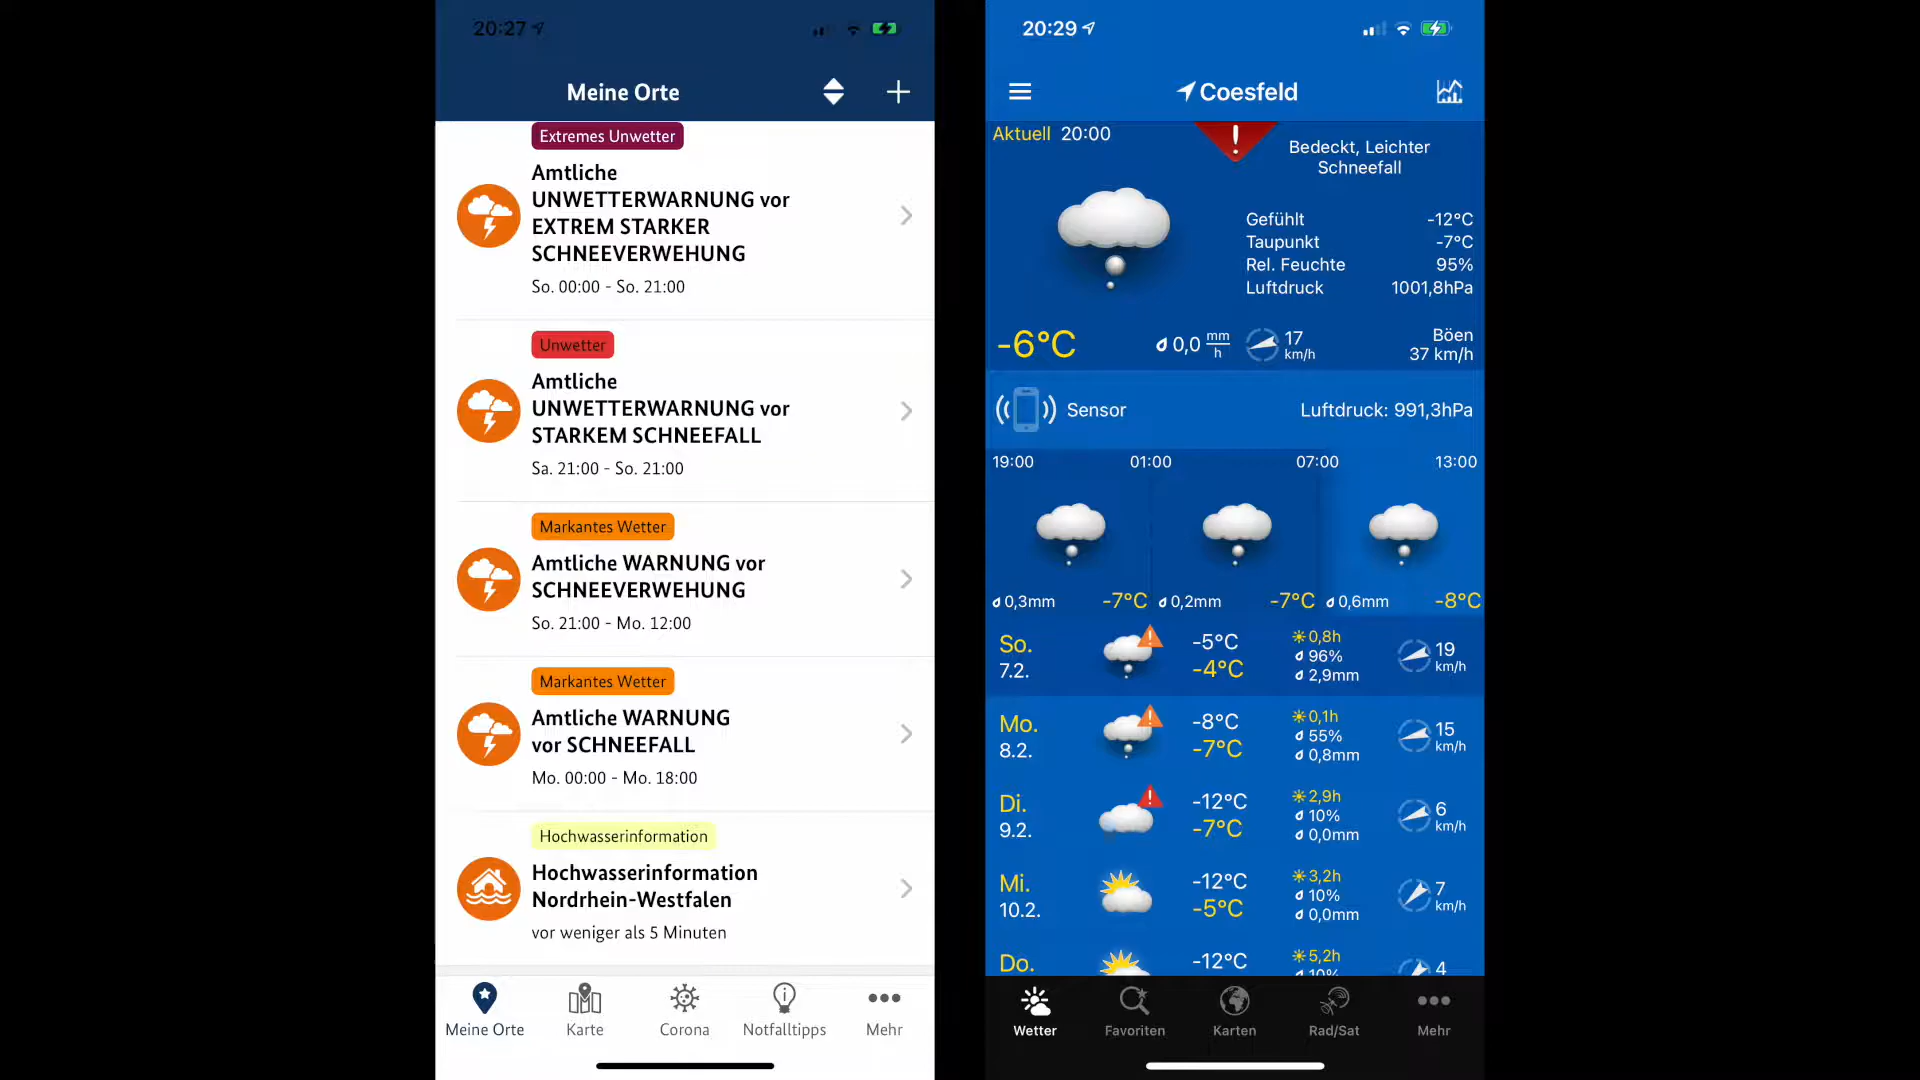 20:27
Meine Orte
Extremes Unwetter
Amtliche
UNWETTERWARNUNG vor
EXTREM STARKER
SCHNEEVERWEHUNG
So. 00:00 - So. 21:00
Unwetter
Amtliche
UNWETTERWARNUNG vor
STARKEM SCHNEEFALL
Sa. 21:00 - So. 21:00
Markantes Wetter
Amtliche WARNUNG vor
SCHNEEVERWEHUNG
So. 21:00 - Mo. 12:00
Markantes Wetter
Amtliche WARNUNG
vor SCHNEEFALL
Mo. 00:00 - Mo. 18:00
Hochwasserinformation
Hochwasserinformation
Nordrhein-Westfalen
vor weniger als 5 Minuten
Meine Orte Karte Corona Notfalltipps Mehr
20:29
Coesfeld
Aktuell 20:00
Bedeckt, Leichter
Schneefall
Gefühlt -12°C
Taupunkt -7°C
Rel. Feuchte 95%
Luftdruck 1001,8hPa
-6°C 0,0 mm/h 17 km/h Böen
37 km/h
Sensor Luftdruck: 991,3hPa
19:00 01:00 07:00 13:00
0,3mm -7°C 0,2mm -7°C 0,6mm -8°C
So. -5°C 0,8h 19
7.2. -4°C 96% km/h
2,9mm
Mo. -8°C 0,1h 15
8.2. -7°C 55% km/h
0,8mm
Di. -12°C 2,9h 6
9.2. -7°C 10% km/h
0,0mm
Mi. -12°C 3,2h 7
10.2. -5°C 10% km/h
0,0mm
Do. -12°C 5,2h 4
10%
Wetter Favoriten Karten Rad/Sat Mehr